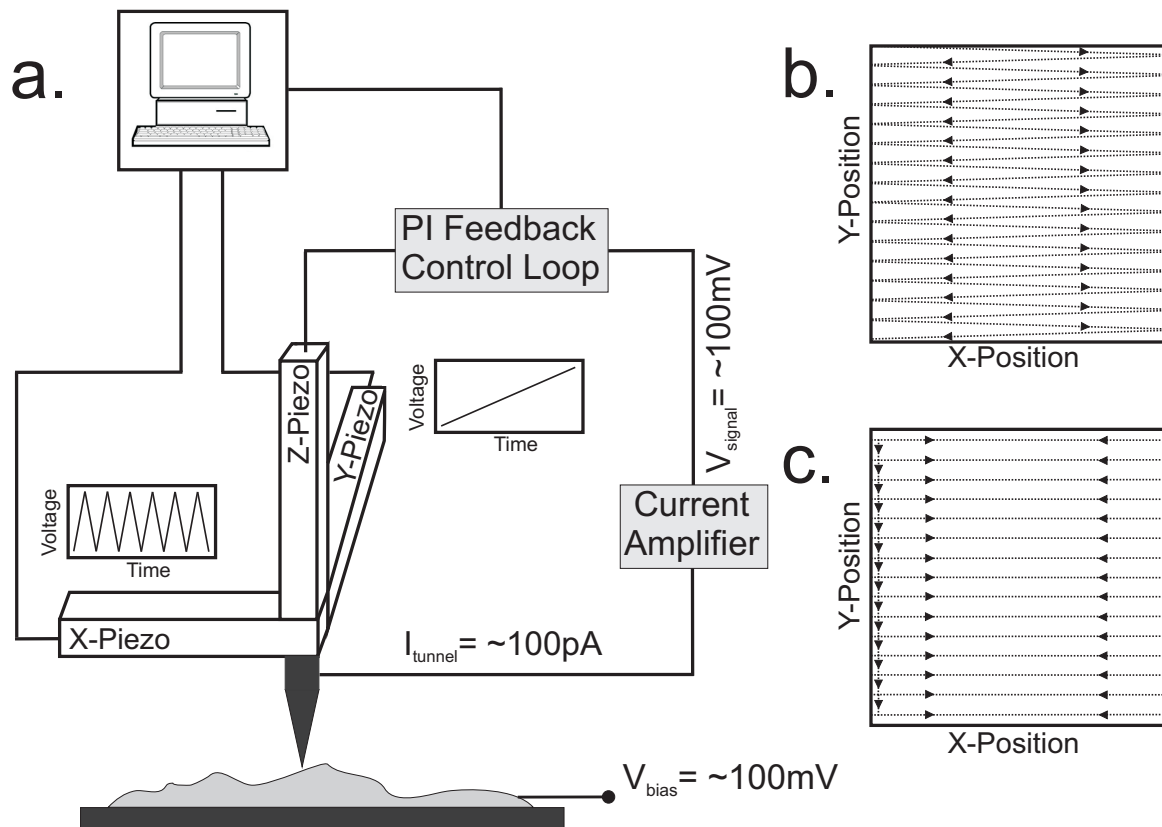 a.
PI Feedback
Control Loop
V_signal = ~100mV
Z-Piezo
Y-Piezo
Voltage
Time
Voltage
Time
Current
Amplifier
X-Piezo
I_tunnel = ~100pA
V_bias = ~100mV
b.
Y-Position
X-Position
c.
Y-Position
X-Position